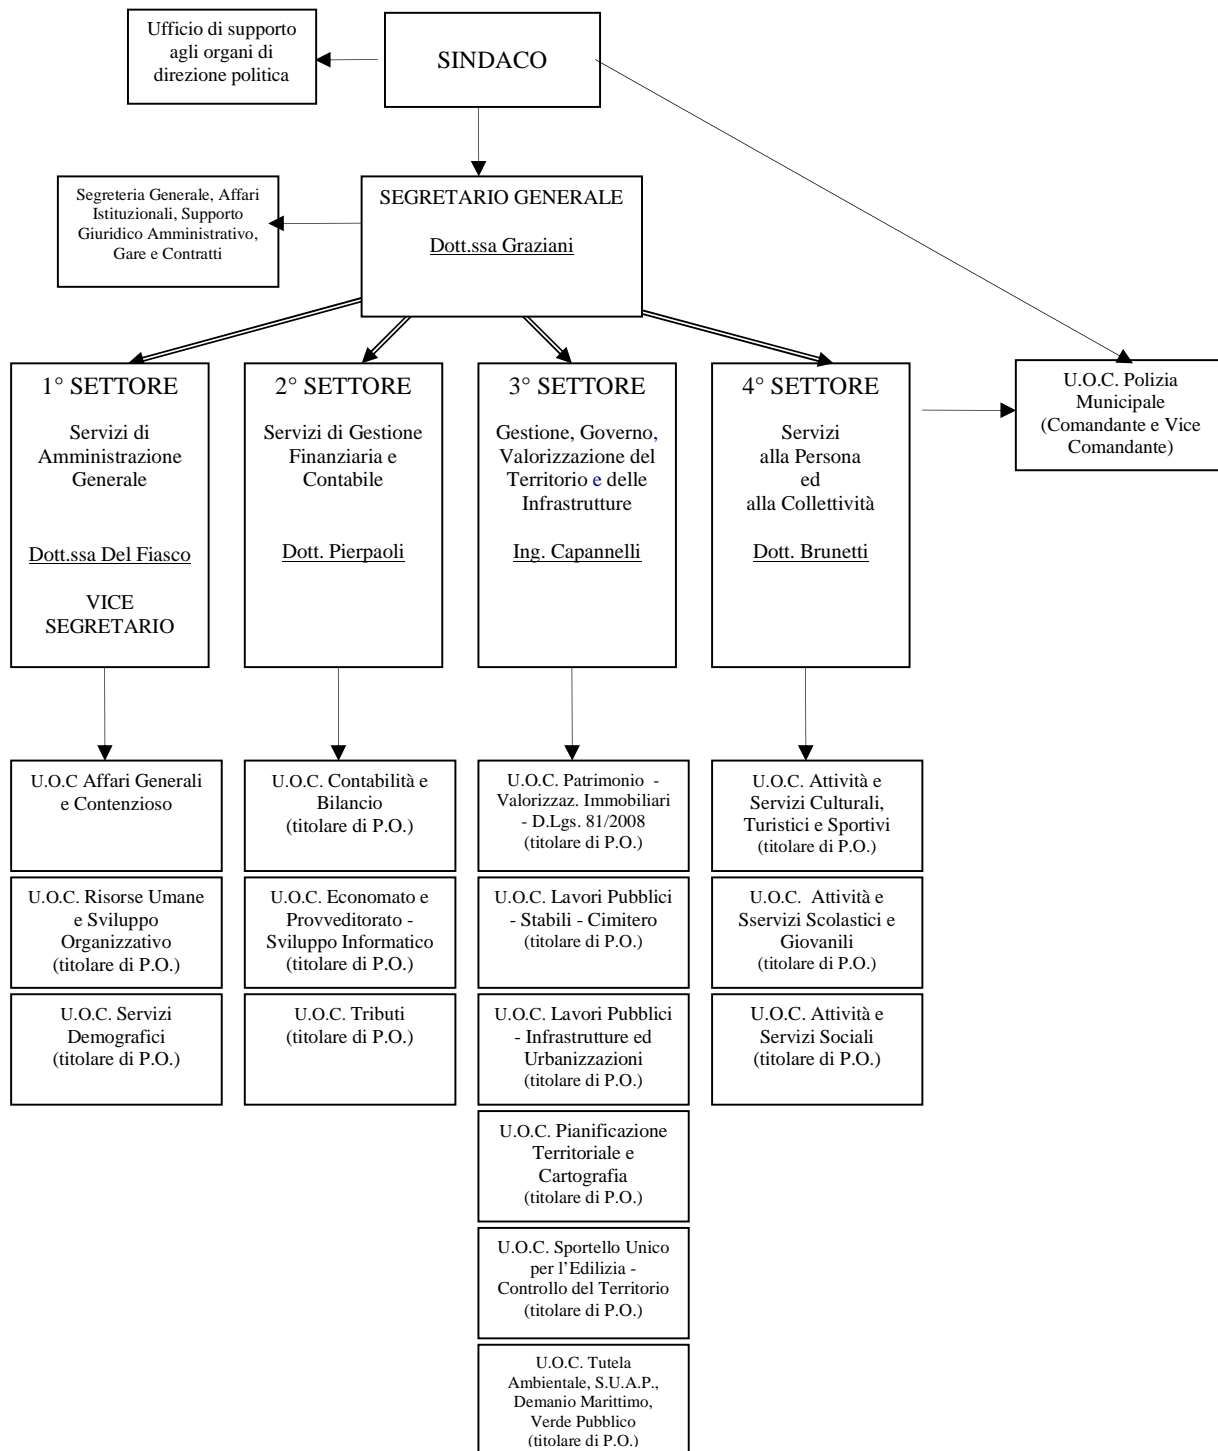 Ufficio di supporto
agli organi di
direzione politica
SINDACO
Segreteria Generale, Affari
Istituzionali, Supporto
Giuridico Amministrativo,
Gare e Contratti
SEGRETARIO GENERALE
Dott.ssa Graziani
1° SETTORE
Servizi di
Amministrazione
Generale
Dott.ssa Del Fiasco
VICE
SEGRETARIO
2° SETTORE
Servizi di Gestione
Finanziaria e
Contabile
Dott. Pierpaoli
3° SETTORE
Gestione, Governo,
Valorizzazione del
Territorio e delle
Infrastrutture
Ing. Capannelli
4° SETTORE
Servizi
alla Persona
ed
alla Collettività
Dott. Brunetti
U.O.C. Polizia
Municipale
(Comandante e Vice
Comandante)
U.O.C Affari Generali
e Contenzioso
U.O.C. Risorse Umane
e Sviluppo
Organizzativo
(titolare di P.O.)
U.O.C. Servizi
Demografici
(titolare di P.O.)
U.O.C. Contabilità e
Bilancio
(titolare di P.O.)
U.O.C. Economato e
Provveditorato -
Sviluppo Informatico
(titolare di P.O.)
U.O.C. Tributi
(titolare di P.O.)
U.O.C. Patrimonio -
Valorizzaz. Immobiliari
- D.Lgs. 81/2008
(titolare di P.O.)
U.O.C. Lavori Pubblici
- Stabili - Cimitero
(titolare di P.O.)
U.O.C. Lavori Pubblici
- Infrastrutture ed
Urbanizzazioni
(titolare di P.O.)
U.O.C. Pianificazione
Territoriale e
Cartografia
(titolare di P.O.)
U.O.C. Sportello Unico
per l’Edilizia -
Controllo del Territorio
(titolare di P.O.)
U.O.C. Tutela
Ambientale, S.U.A.P.,
Demanio Marittimo,
Verde Pubblico
(titolare di P.O.)
U.O.C. Attività e
Servizi Culturali,
Turistici e Sportivi
(titolare di P.O.)
U.O.C. Attività e
Sservizi Scolastici e
Giovanili
(titolare di P.O.)
U.O.C. Attività e
Servizi Sociali
(titolare di P.O.)